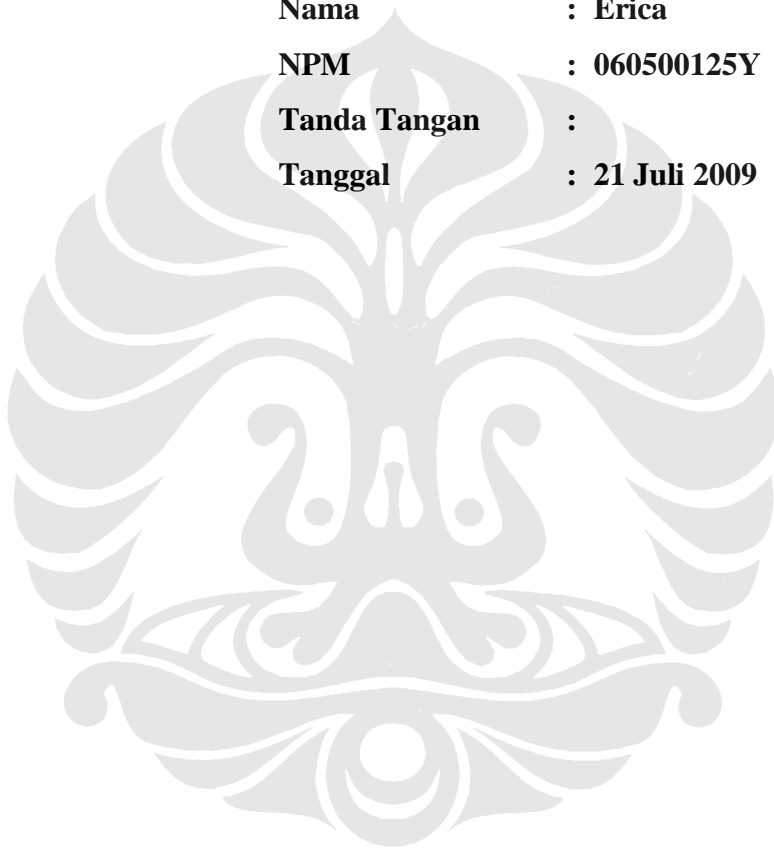 Nama : Erica
NPM : 060500125Y
Tanda Tangan :
Tanggal : 21 Juli 2009